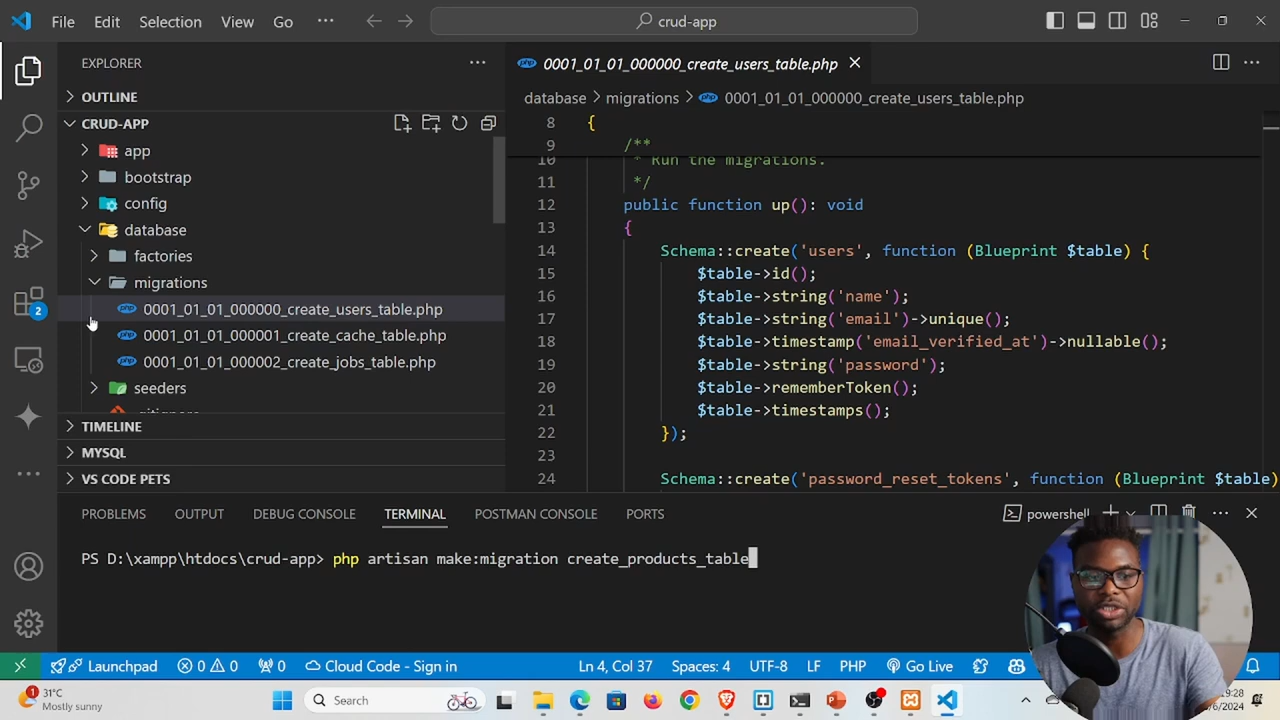 File Edit Selection View Go ··· crud-app
EXPLORER ···
OUTLINE
CRUD-APP
app
bootstrap
config
database
factories
migrations
0001_01_01_000000_create_users_table.php
0001_01_01_000001_create_cache_table.php
0001_01_01_000002_create_jobs_table.php
seeders
TIMELINE
MYSQL
VS CODE PETS
2
0001_01_01_000000_create_users_table.php
database > migrations > 0001_01_01_000000_create_users_table.php
8 {
9 /**
10 * Run the migrations.
11 */
12 public function up(): void
13 {
14 Schema::create('users', function (Blueprint $table) {
15 $table->id();
16 $table->string('name');
17 $table->string('email')->unique();
18 $table->timestamp('email_verified_at')->nullable();
19 $table->string('password');
20 $table->rememberToken();
21 $table->timestamps();
22 });
23
24 Schema::create('password_reset_tokens', function (Blueprint $table)
PROBLEMS OUTPUT DEBUG CONSOLE TERMINAL POSTMAN CONSOLE PORTS powershell
PS D:\xampp\htdocs\crud-app> php artisan make:migration create_products_table
Launchpad 0 0 0 Cloud Code - Sign in Ln 4, Col 37 Spaces: 4 UTF-8 LF PHP Go Live
1 31°C Search 19:28
Mostly sunny /6/2024